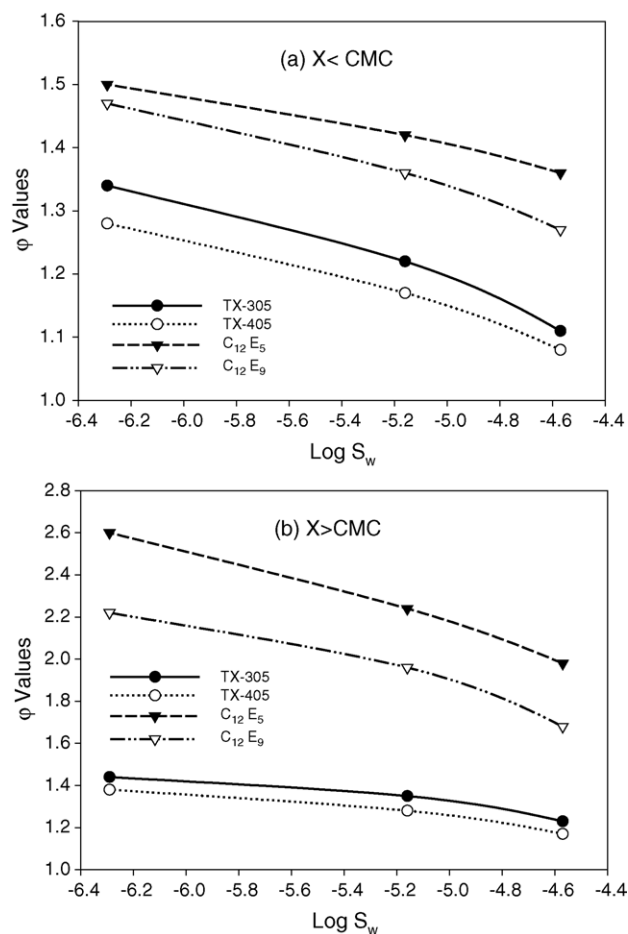 (a) X< CMC
φ Values
1.6
1.5
1.4
1.3
1.2
1.1
1.0
TX-305
TX-405
C₁₂ E₅
C₁₂ E₉
-6.4 -6.2 -6.0 -5.8 -5.6 -5.4 -5.2 -5.0 -4.8 -4.6 -4.4
Log S_w
(b) X>CMC
φ Values
2.8
2.6
2.4
2.2
2.0
1.8
1.6
1.4
1.2
1.0
TX-305
TX-405
C₁₂ E₅
C₁₂ E₉
-6.4 -6.2 -6.0 -5.8 -5.6 -5.4 -5.2 -5.0 -4.8 -4.6 -4.4
Log S_w